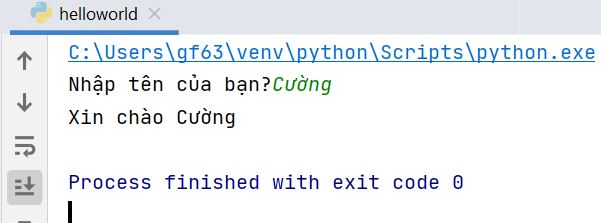 helloworld
C:\Users\gf63\venv\python\Scripts\python.exe
Nhập tên của bạn?Cường
Xin chào Cường
Process finished with exit code 0